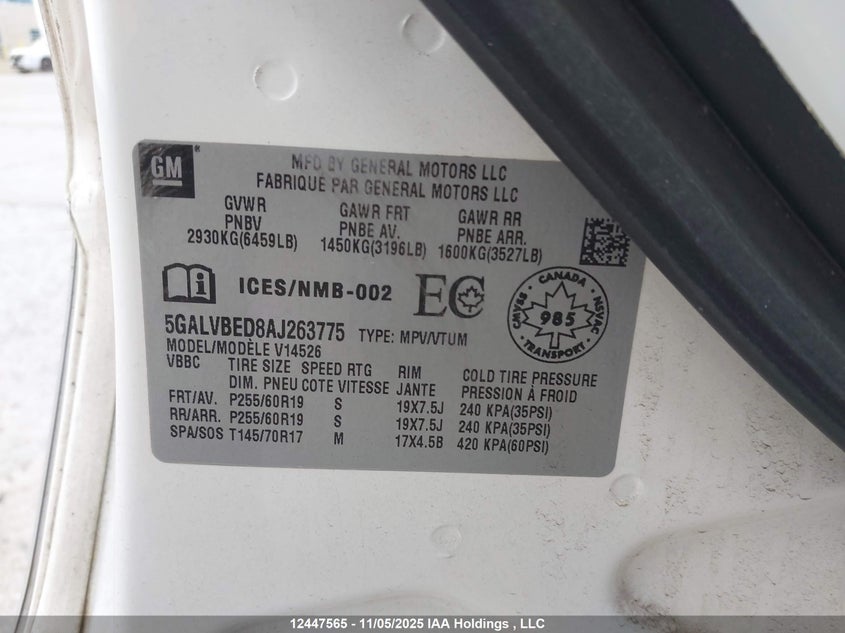 GM
MFD BY GENERAL MOTORS LLC
FABRIQUÉ PAR GENERAL MOTORS LLC
GVWR GAWR FRT GAWR RR
PNBV PNBE AV. PNBE ARR.
2930KG(6459LB) 1450KG(3196LB) 1600KG(3527LB)
ICES/NMB-002 EC
CANADA
CMVSS 985 NSVAC
TRANSPORT
5GALVBED8AJ263775 TYPE: MPV/VTUM
MODEL/MODÈLE V14526
VBBC TIRE SIZE SPEED RTG RIM COLD TIRE PRESSURE
DIM. PNEU COTE VITESSE JANTE PRESSION À FROID
FRT/AV. P255/60R19 S 19X7.5J 240 KPA(35PSI)
RR/ARR. P255/60R19 S 19X7.5J 240 KPA(35PSI)
SPA/SOS T145/70R17 M 17X4.5B 420 KPA(60PSI)
12447565 - 11/05/2025 IAA Holdings , LLC